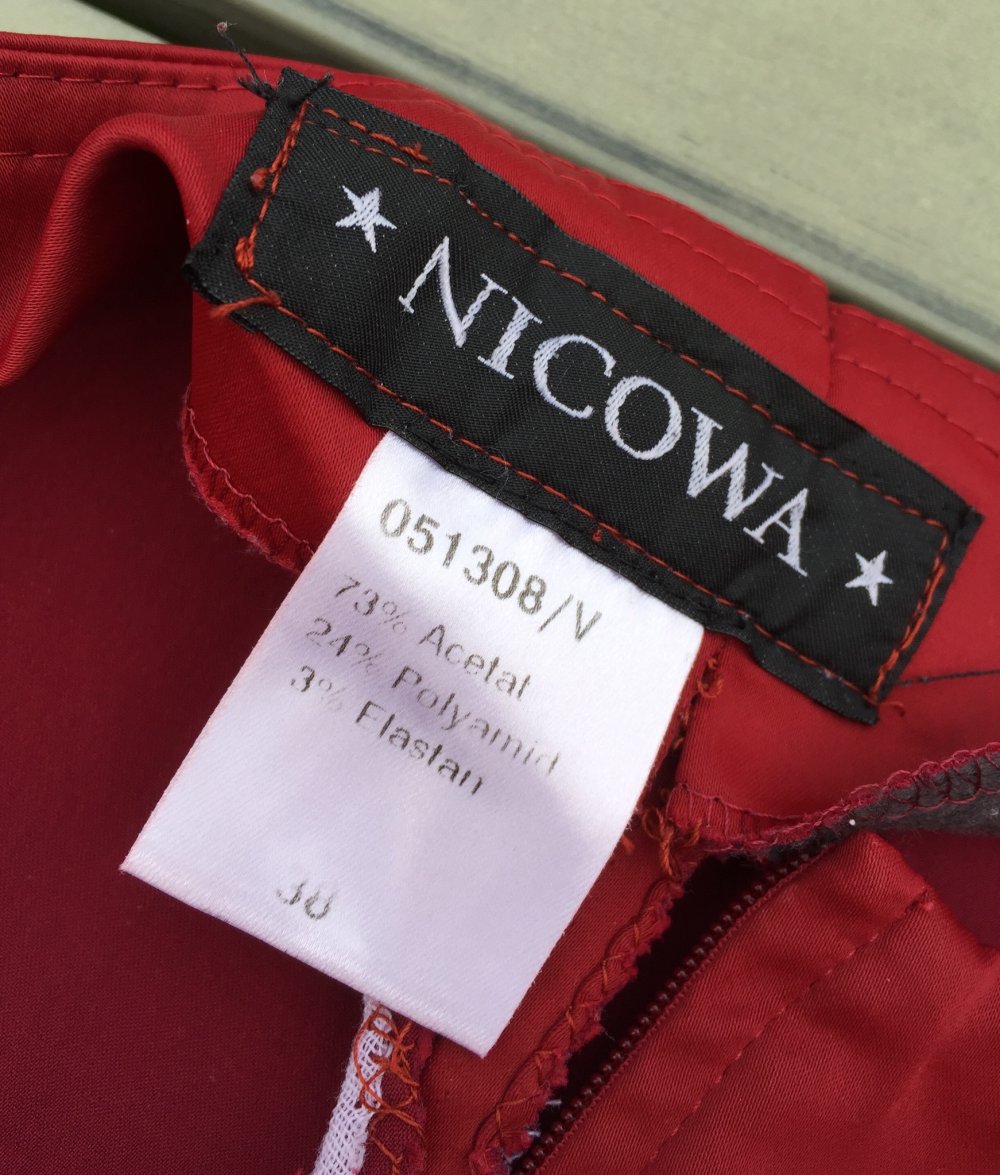 ★ NICOWA ★
051308/V
73% Acetat
24% Polyamid
3% Elastan